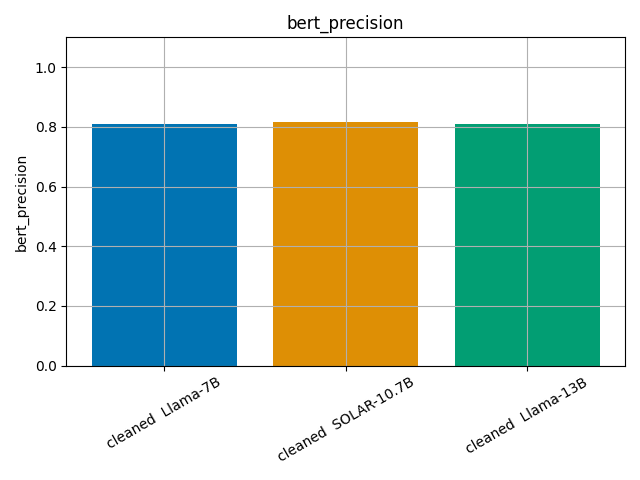 bert_precision
1.0
0.8
0.6
0.4
0.2
0.0
bert_precision
cleaned  Llama-7B
cleaned  SOLAR-10.7B
cleaned  Llama-13B